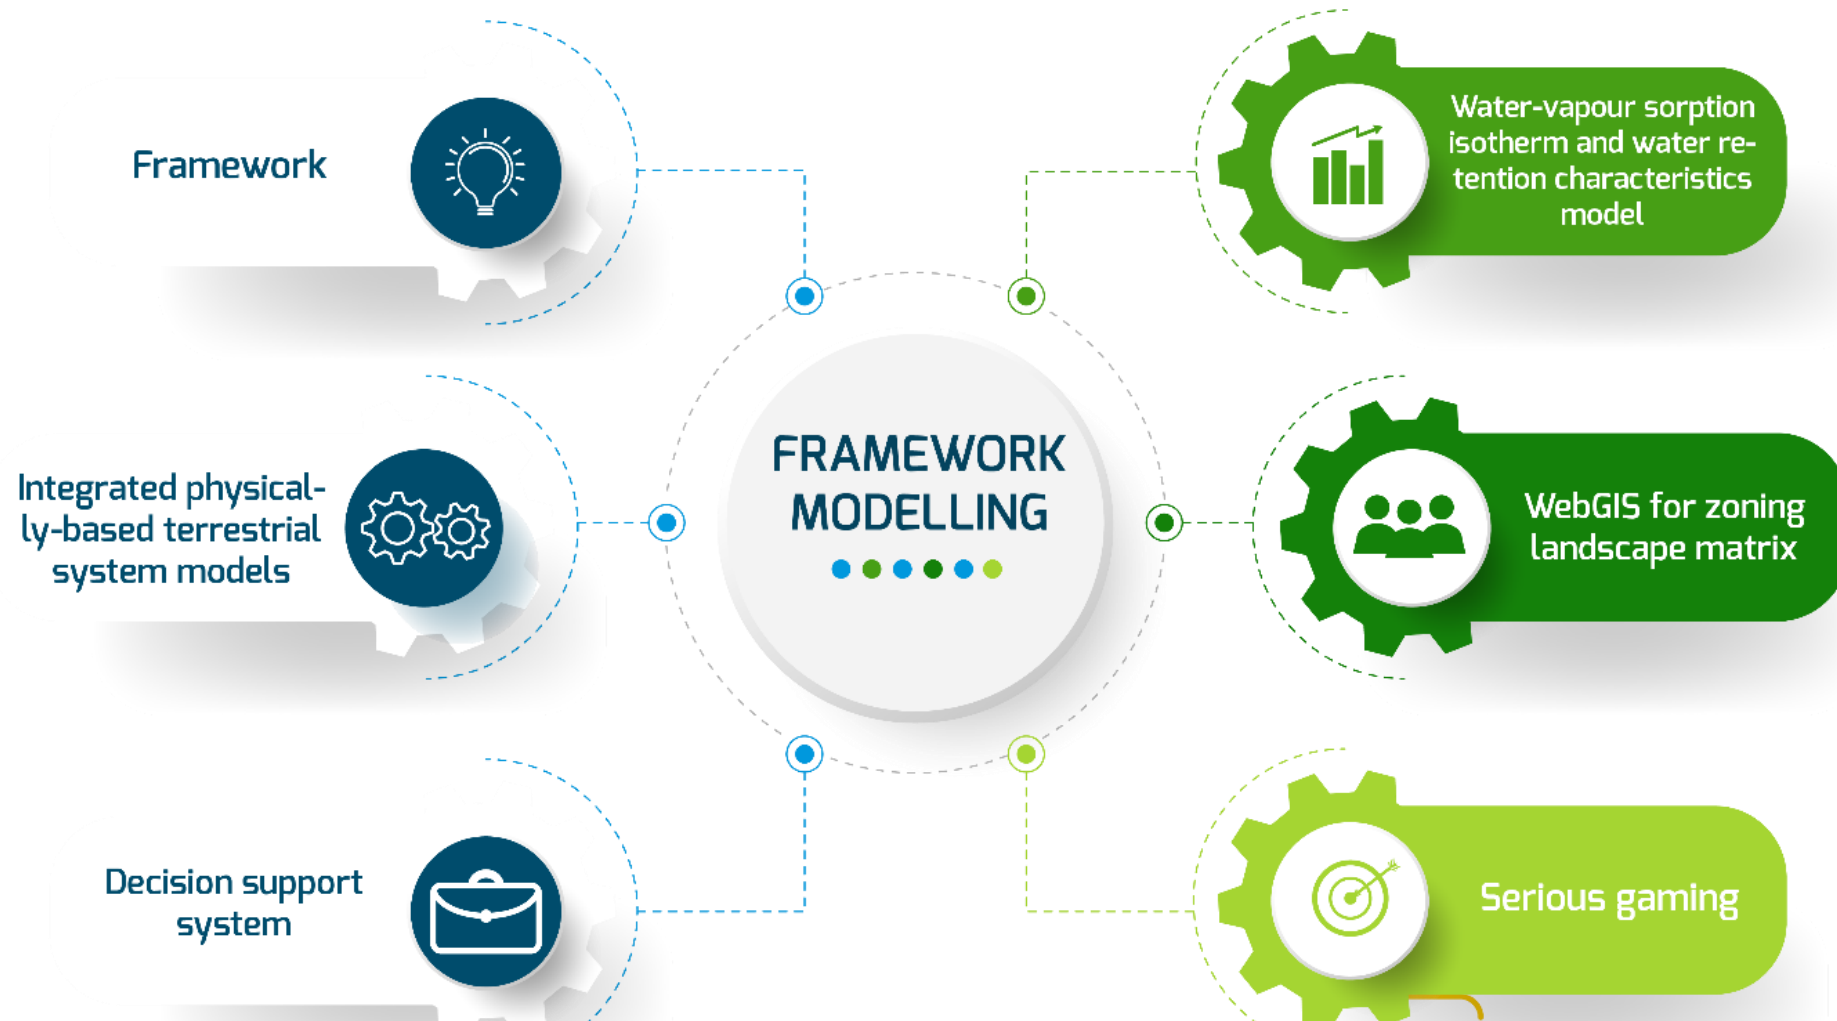 Framework
Water-vapour sorption
isotherm and water re-
tention characteristics
model
FRAMEWORK
MODELLING
Integrated physical-
ly-based terrestrial
system models
WebGIS for zoning
landscape matrix
Decision support
system
Serious gaming